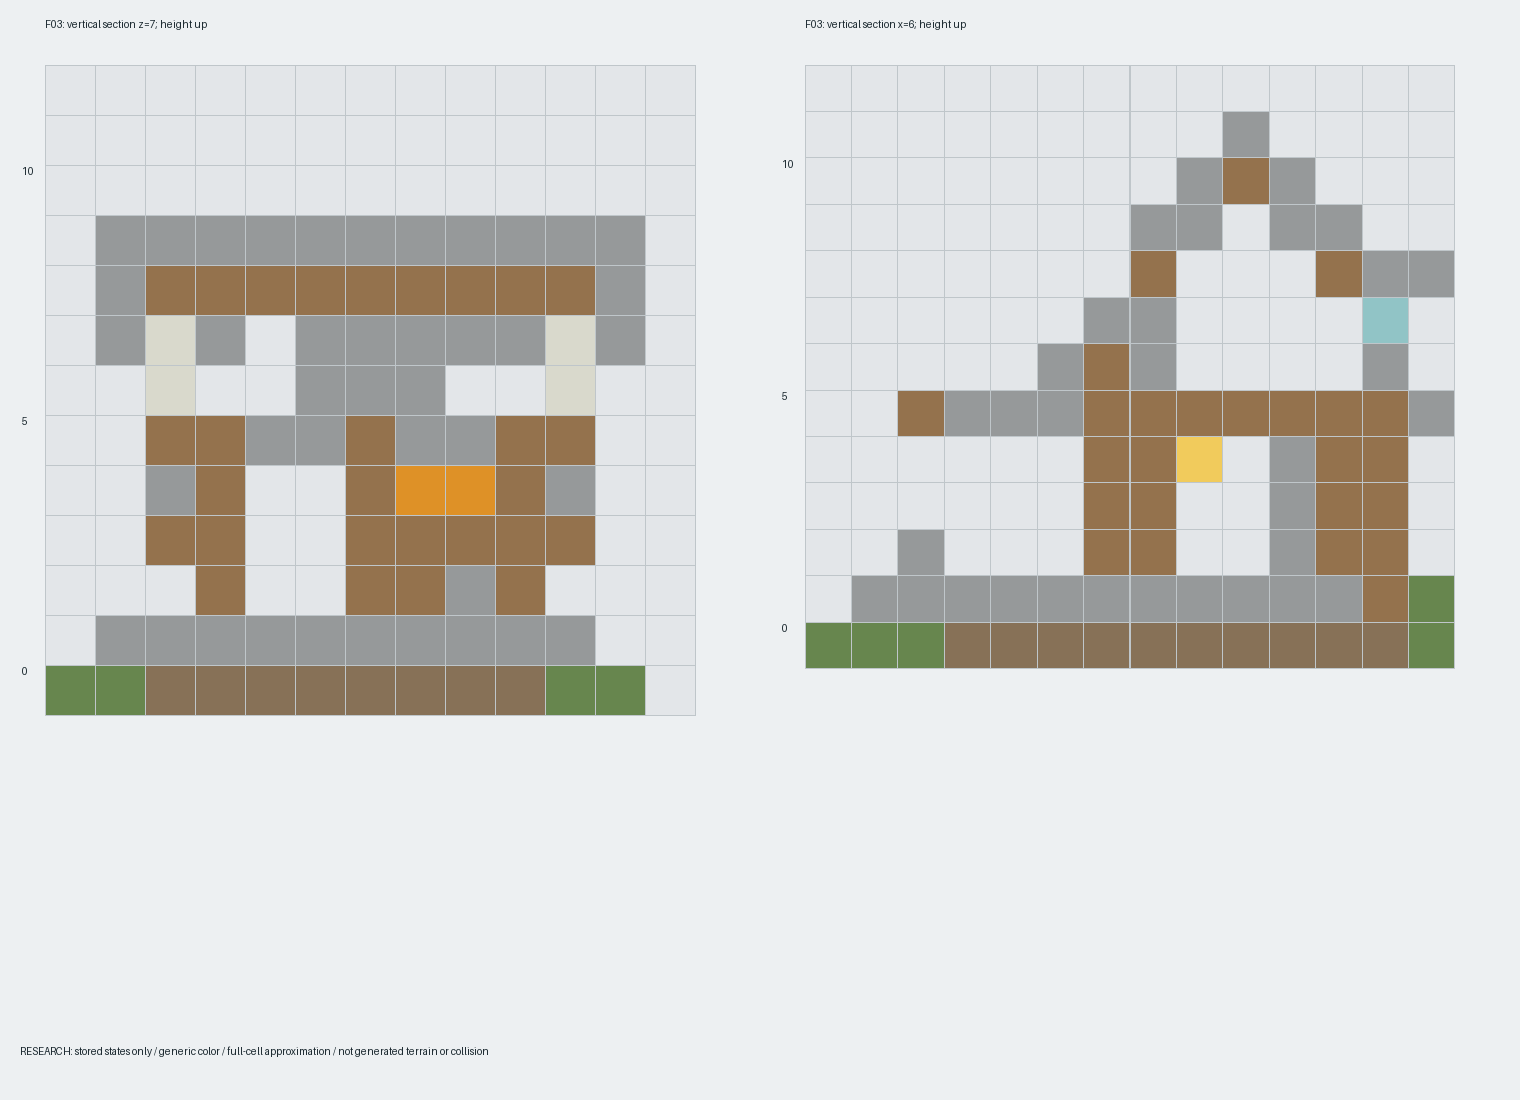 F03: vertical section z=7; height up
F03: vertical section x=6; height up
10
5
0
10
5
0
RESEARCH: stored states only / generic color / full-cell approximation / not generated terrain or collision